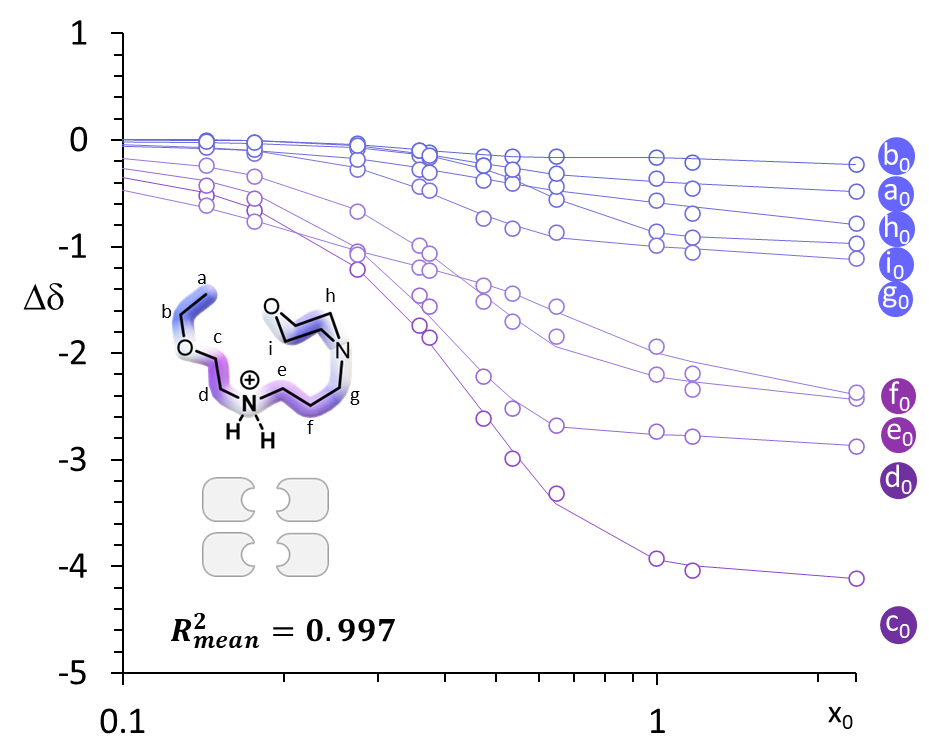 1
0
-1
-2
-3
-4
-5
Δδ
0.1
1
x₀
b₀
a₀
h₀
i₀
g₀
f₀
e₀
d₀
c₀
a
b
O
c
d
⊕
N
H
H
e
f
g
N
h
O
i
R²mean = 0.997